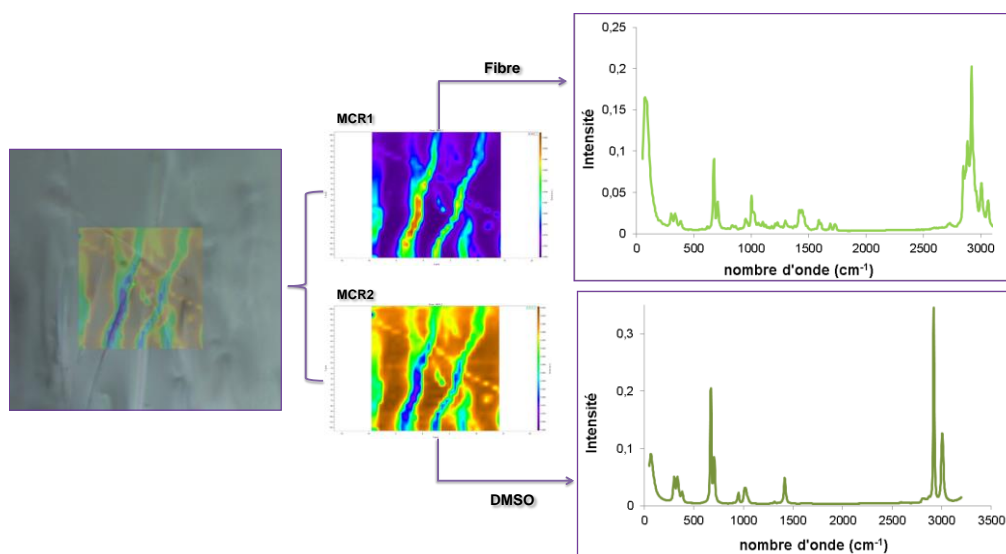 Fibre
MCR1
MCR2
DMSO
Intensité
0,25
0,2
0,15
0,1
0,05
0
0 500 1000 1500 2000 2500 3000
nombre d'onde (cm⁻¹)
Intensité
0,3
0,2
0,1
0
0 500 1000 1500 2000 2500 3000 3500
nombre d'onde (cm⁻¹)